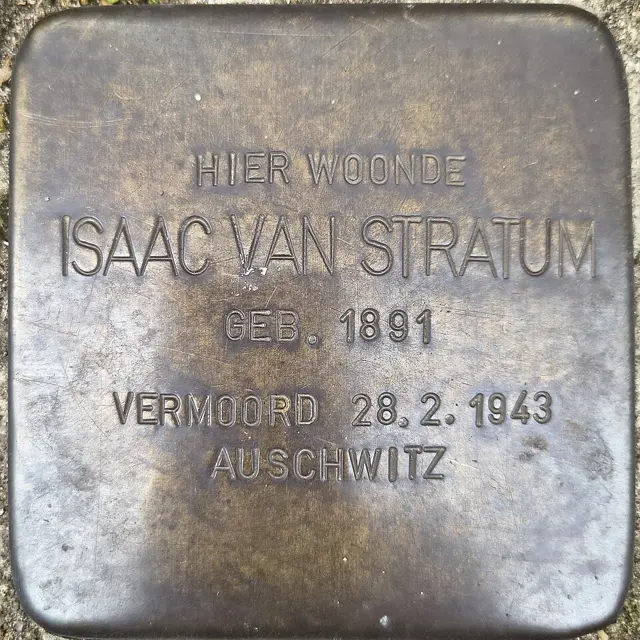 HIER WOONDE
ISAAC VAN STRATUM
GEB. 1891
VERMOORD 28.2.1943
AUSCHWITZ